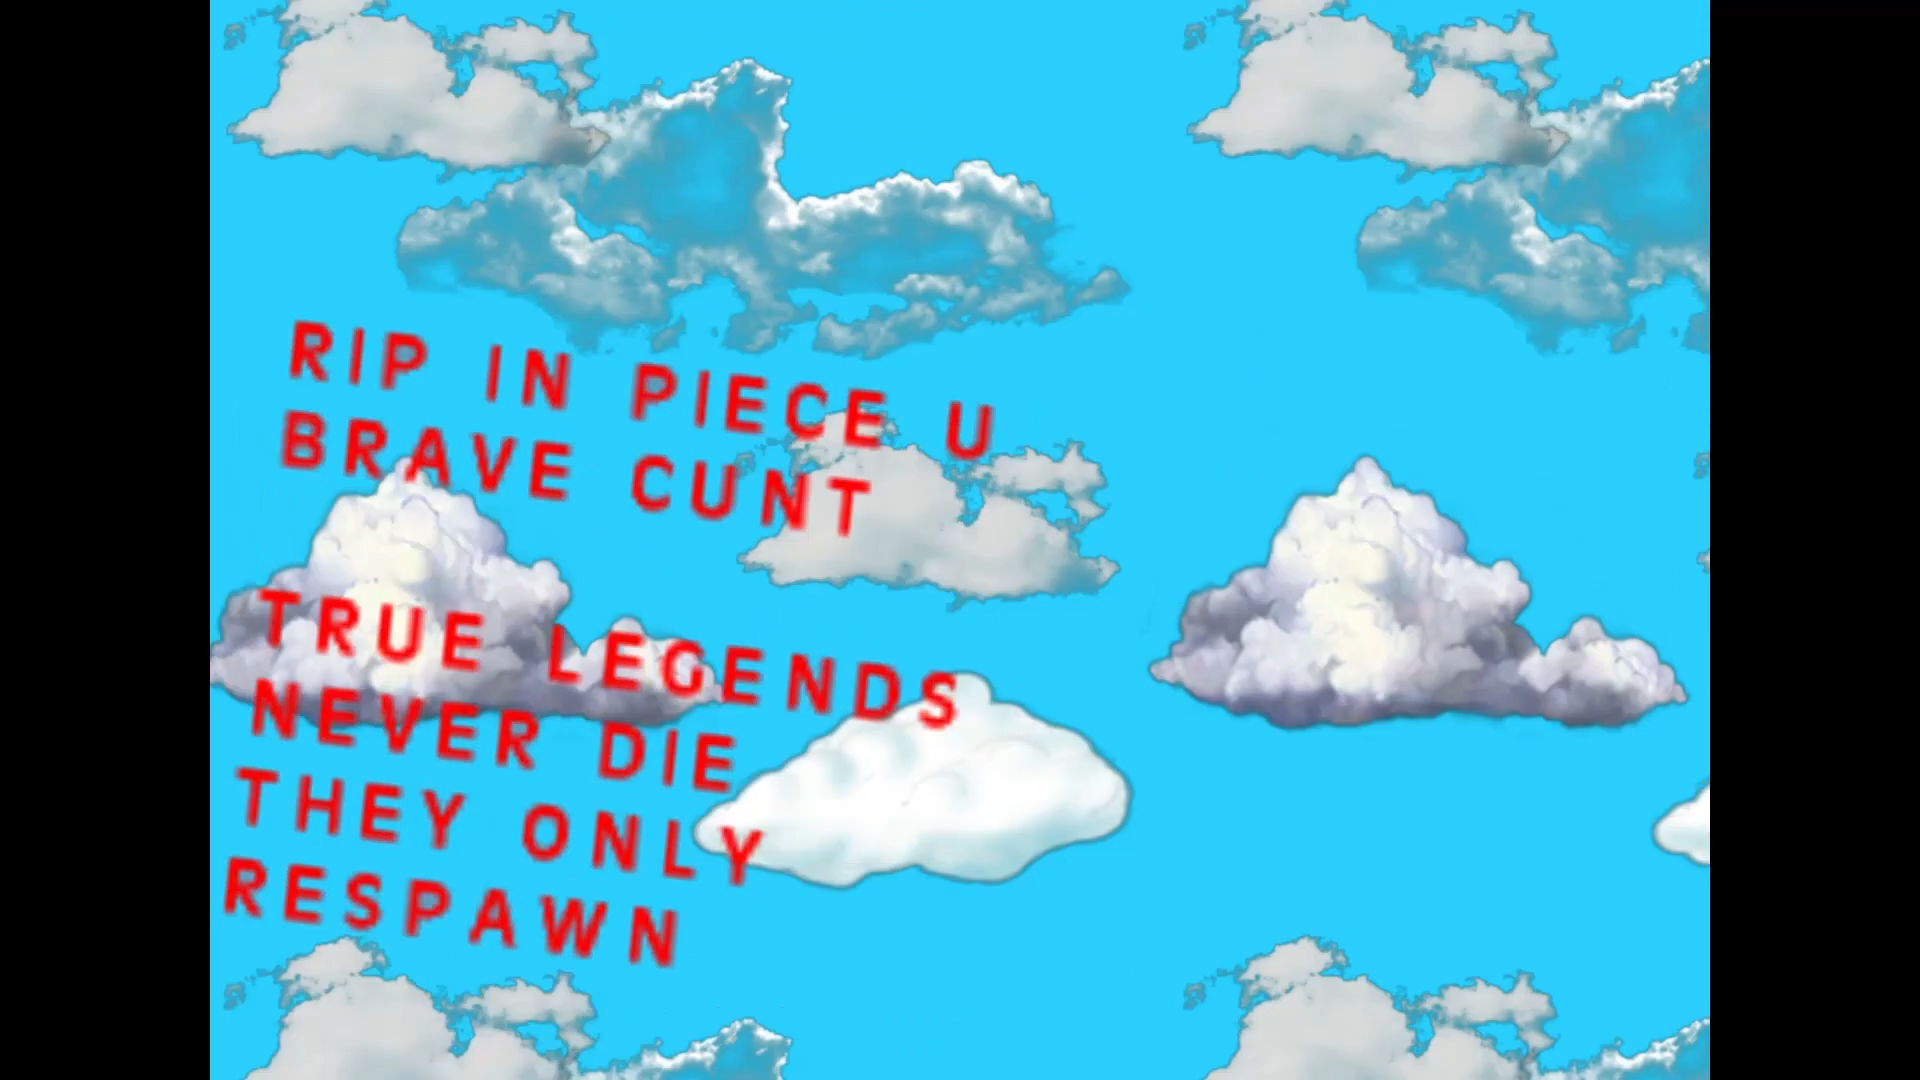 RIP IN PIECE U
BRAVE CUNT
TRUE LEGENDS
NEVER DIE
THEY ONLY
RESPAWN